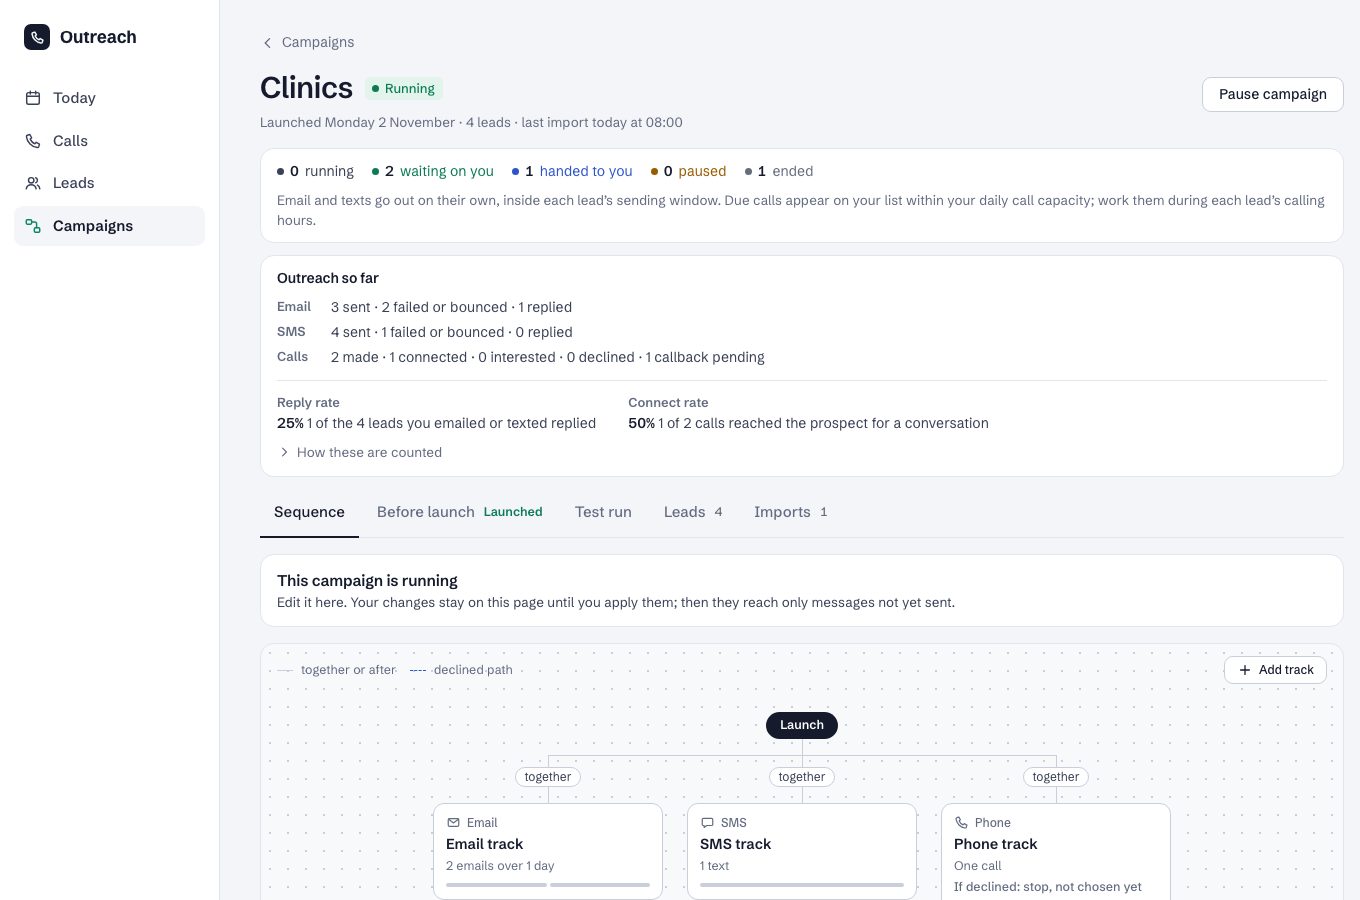 Outreach
Today
Calls
Leads
Campaigns
Campaigns
Clinics
Running
Pause campaign
Launched Monday 2 November · 4 leads · last import today at 08:00
0 running 2 waiting on you 1 handed to you 0 paused 1 ended
Email and texts go out on their own, inside each lead’s sending window. Due calls appear on your list within your daily call capacity; work them during each lead’s calling
hours.
Outreach so far
Email 3 sent · 2 failed or bounced · 1 replied
SMS 4 sent · 1 failed or bounced · 0 replied
Calls 2 made · 1 connected · 0 interested · 0 declined · 1 callback pending
Reply rate Connect rate
25% 1 of the 4 leads you emailed or texted replied 50% 1 of 2 calls reached the prospect for a conversation
How these are counted
Sequence Before launch Launched Test run Leads 4 Imports 1
This campaign is running
Edit it here. Your changes stay on this page until you apply them; then they reach only messages not yet sent.
together or after declined path
Add track
Launch
together together together
Email SMS Phone
Email track SMS track Phone track
2 emails over 1 day 1 text One call
If declined: stop, not chosen yet